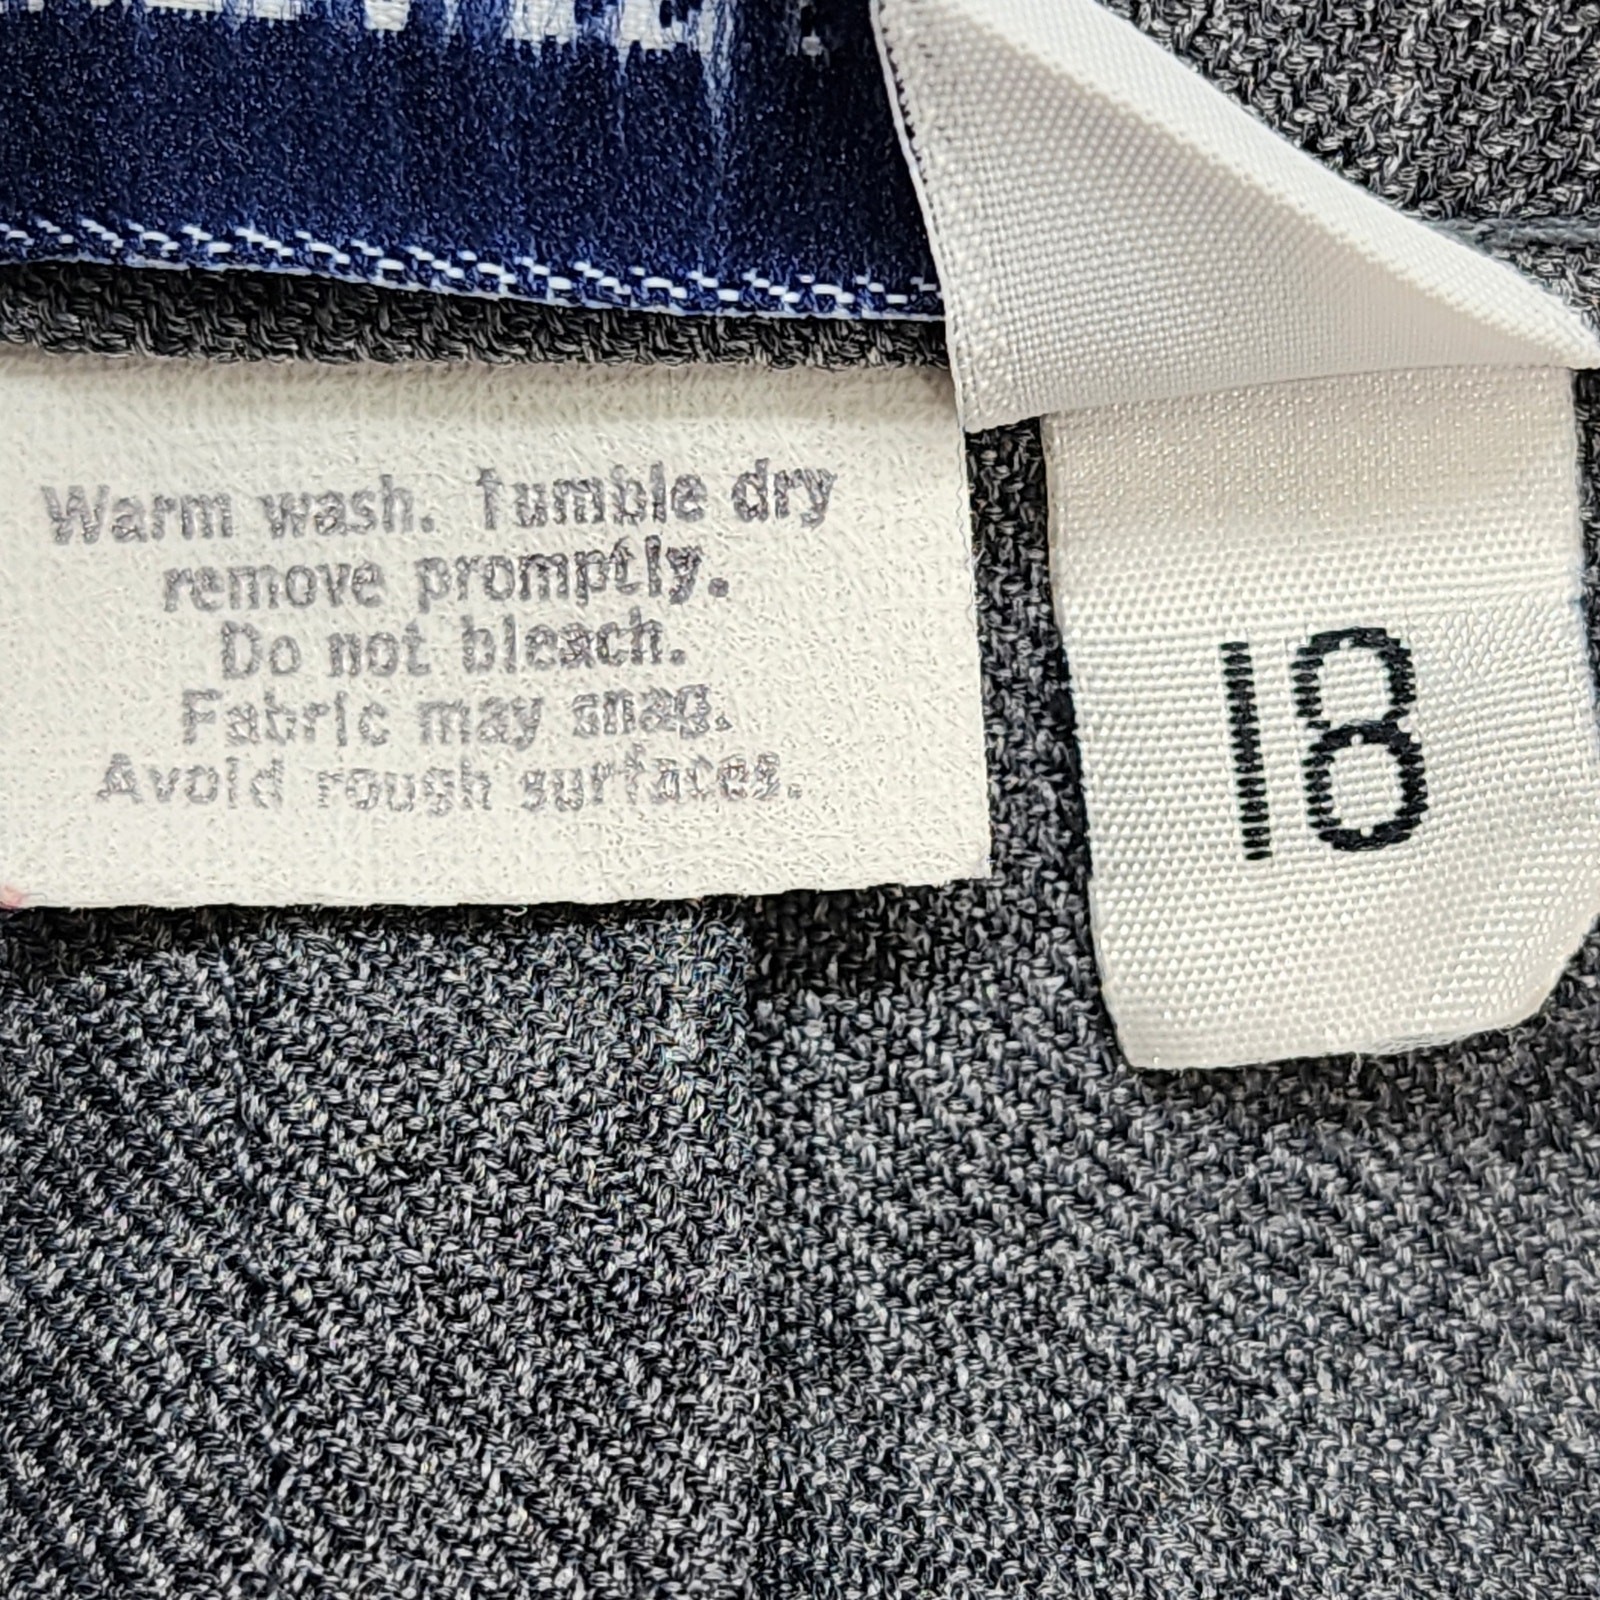 Warm wash. Tumble dry
remove promptly.
Do not bleach.
Fabric may snag.
Avoid rough surfaces.
18